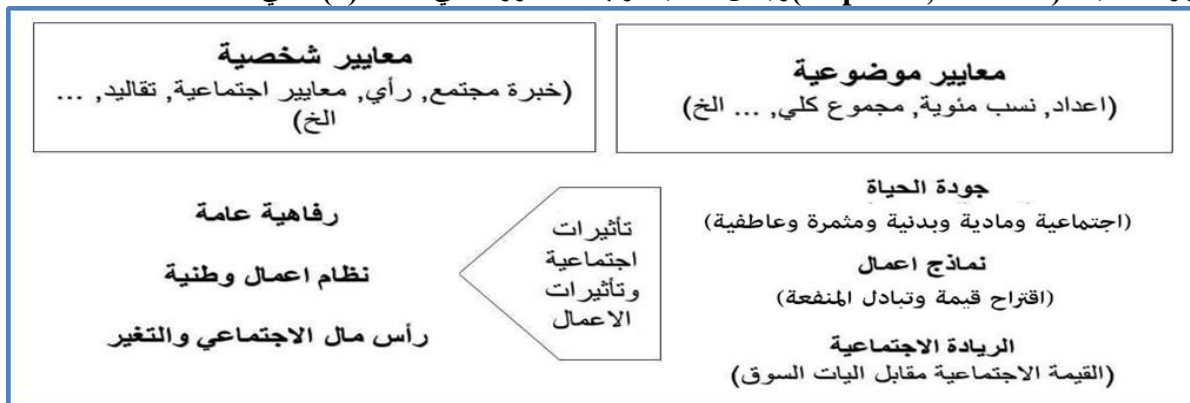 معايير موضوعية
(اعداد, نسب مئوية, مجموع كلي, ... الخ)
معايير شخصية
(خبرة مجتمع, رأي, معايير اجتماعية, تقاليد, ...
الخ)
جودة الحياة
(اجتماعية ومادية وبدنية ومثمرة وعاطفية)
نماذج اعمال
(اقتراح قيمة وتبادل المنفعة)
الريادة الاجتماعية
(القيمة الاجتماعية مقابل اليات السوق)
تأثيرات
اجتماعية
وتأثيرات
الاعمال
رفاهية عامة
نظام اعمال وطنية
رأس مال الاجتماعي والتغير